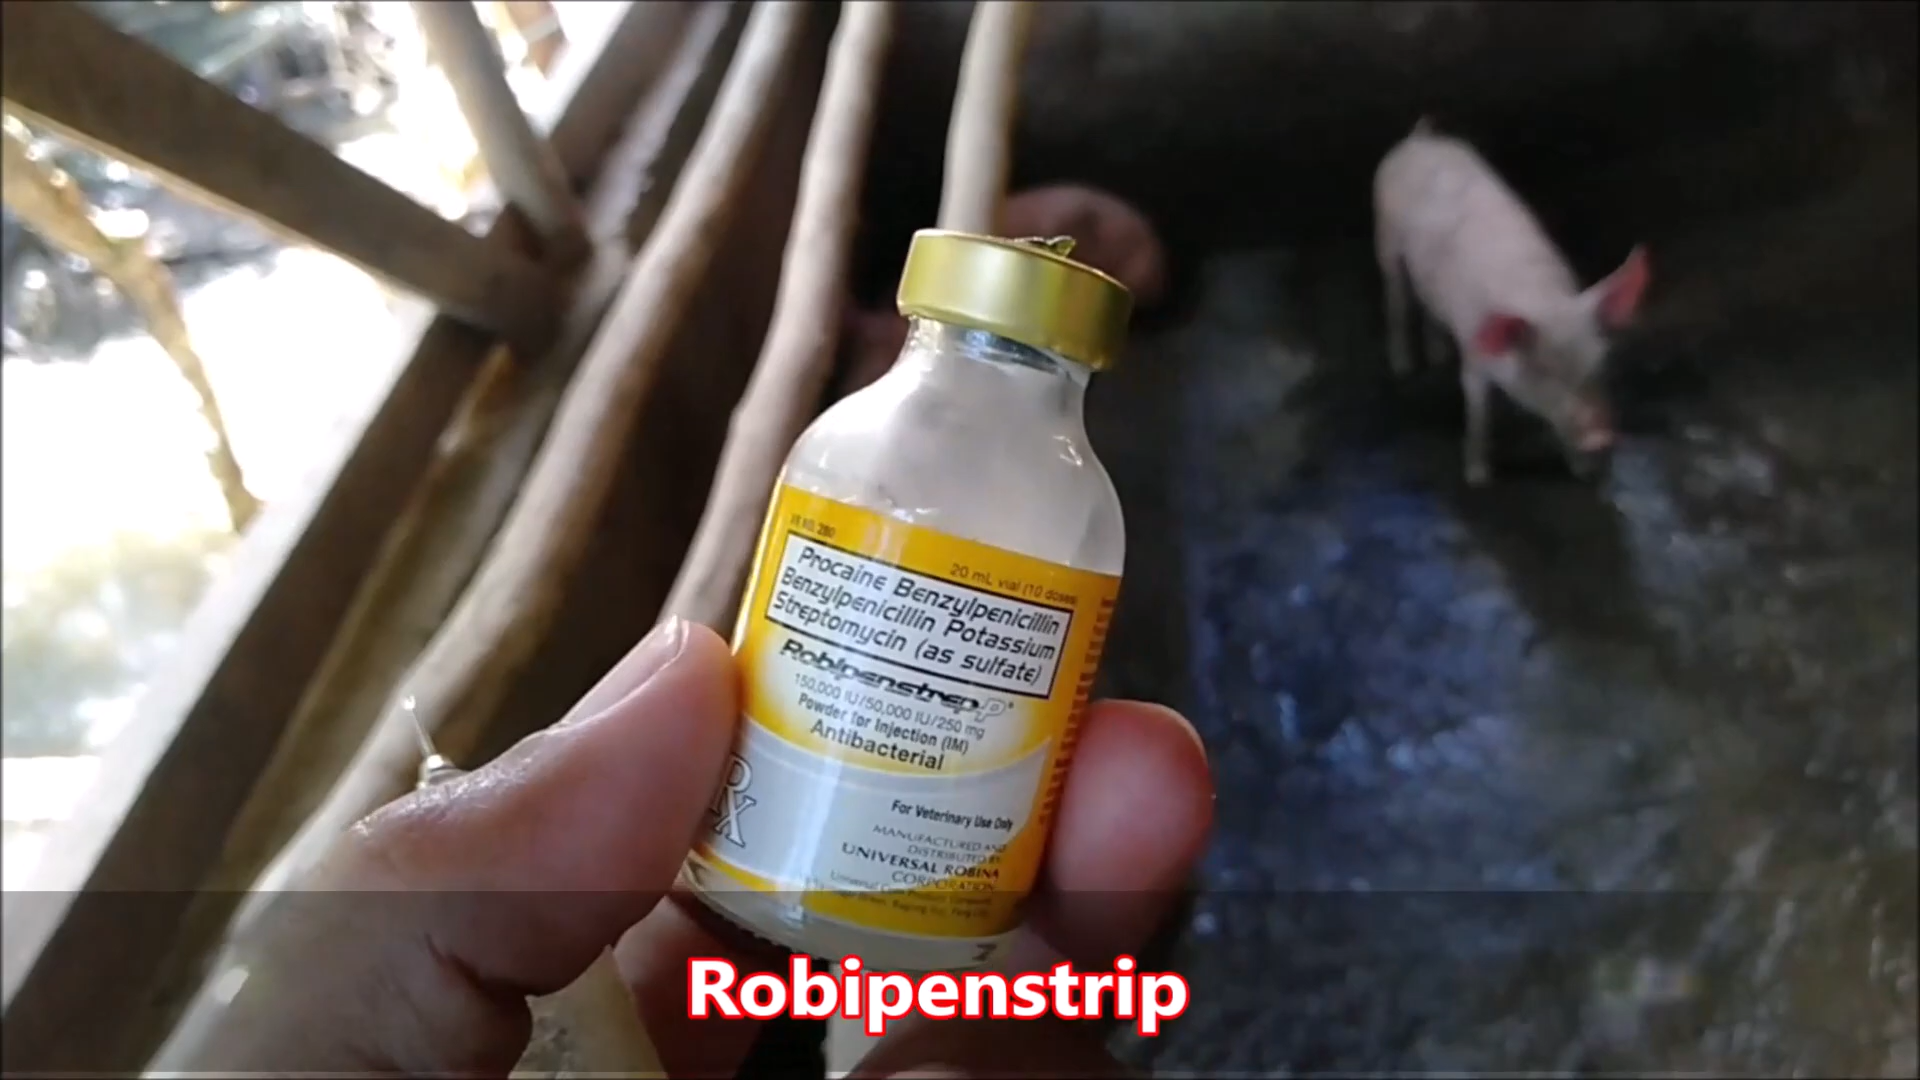 20 mL vial (10 doses)
Procaine Benzylpenicillin
Benzylpenicillin Potassium
Streptomycin (as sulfate)
Robipenstrep-P®
150,000 IU/50,000 IU/250 mg
Powder for Injection (IM)
Antibacterial
Rx
For Veterinary Use Only
MANUFACTURED AND
DISTRIBUTED BY:
UNIVERSAL ROBINA
CORPORATION
Robipenstrip